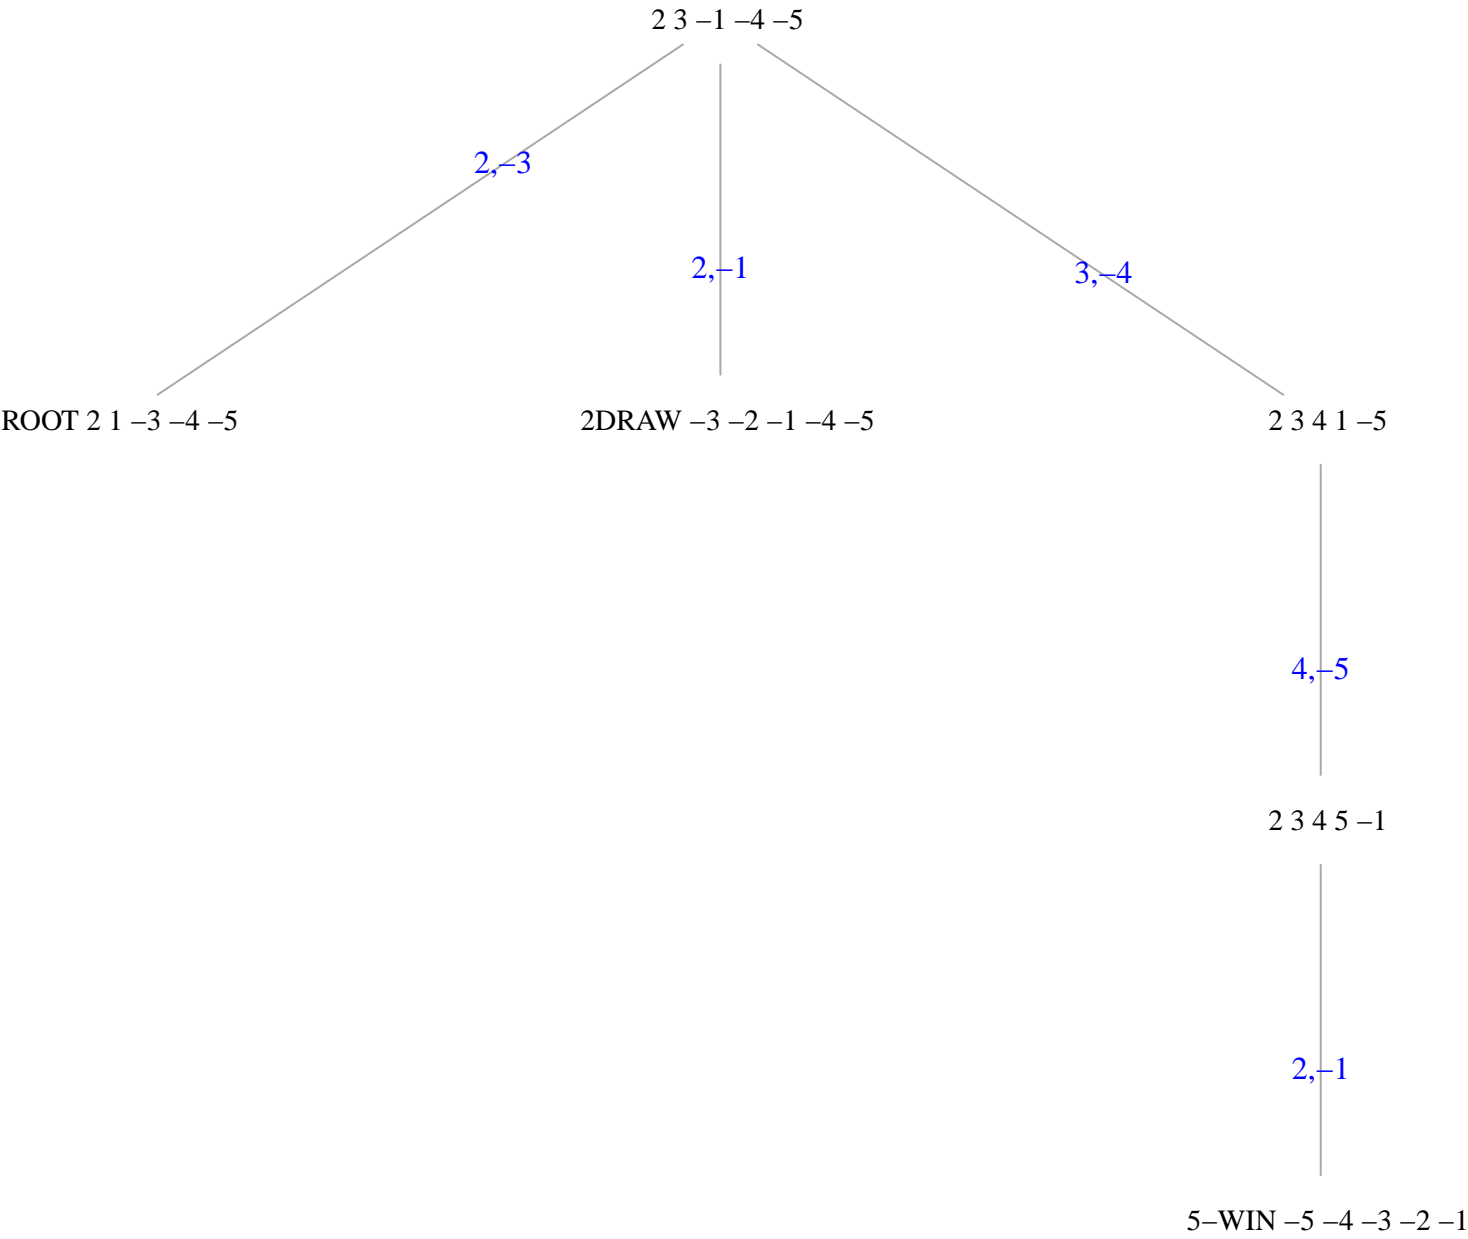 2 3 –1 –4 –5
2,–3
2,–1
3,–4
ROOT 2 1 –3 –4 –5
2DRAW –3 –2 –1 –4 –5
2 3 4 1 –5
4,–5
2 3 4 5 –1
2,–1
5–WIN –5 –4 –3 –2 –1